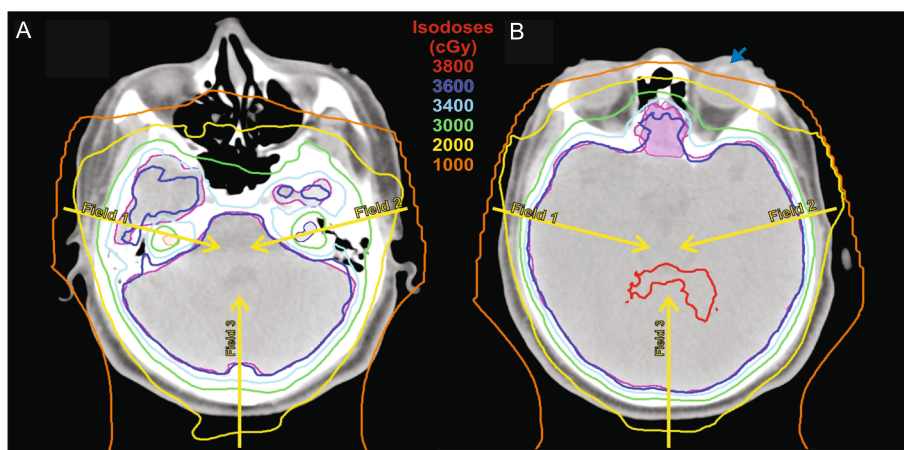 A
Isodoses
(cGy)
3800
3600
3400
3000
2000
1000
B
Field 1
Field 2
Field 3
Field 1
Field 2
Field 3